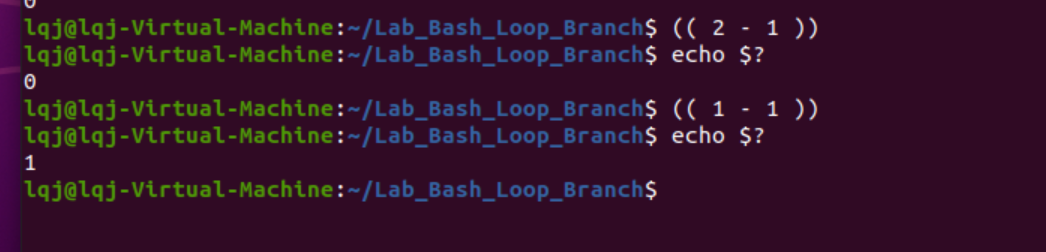 0
lqj@lqj-Virtual-Machine:~/Lab_Bash_Loop_Branch$ (( 2 - 1 ))
lqj@lqj-Virtual-Machine:~/Lab_Bash_Loop_Branch$ echo $?
0
lqj@lqj-Virtual-Machine:~/Lab_Bash_Loop_Branch$ (( 1 - 1 ))
lqj@lqj-Virtual-Machine:~/Lab_Bash_Loop_Branch$ echo $?
1
lqj@lqj-Virtual-Machine:~/Lab_Bash_Loop_Branch$